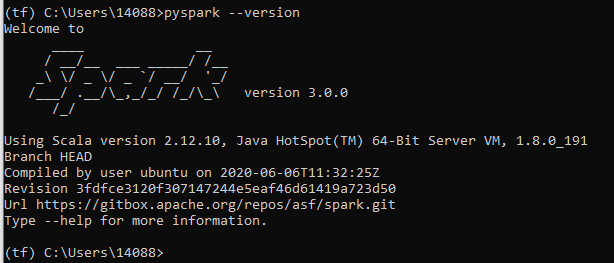 (tf) C:\Users\14088>pyspark --version
Welcome to
      ____              __
     / __/__  ___ _____/ /__
    _\ \/ _ \/ _ `/ __/  '_/
   /___/ .__/\_,_/_/ /_/\_\   version 3.0.0
      /_/
Using Scala version 2.12.10, Java HotSpot(TM) 64-Bit Server VM, 1.8.0_191
Branch HEAD
Compiled by user ubuntu on 2020-06-06T11:32:25Z
Revision 3fdfce3120f307147244e5eaf46d61419a723d50
Url https://gitbox.apache.org/repos/asf/spark.git
Type --help for more information.
(tf) C:\Users\14088>